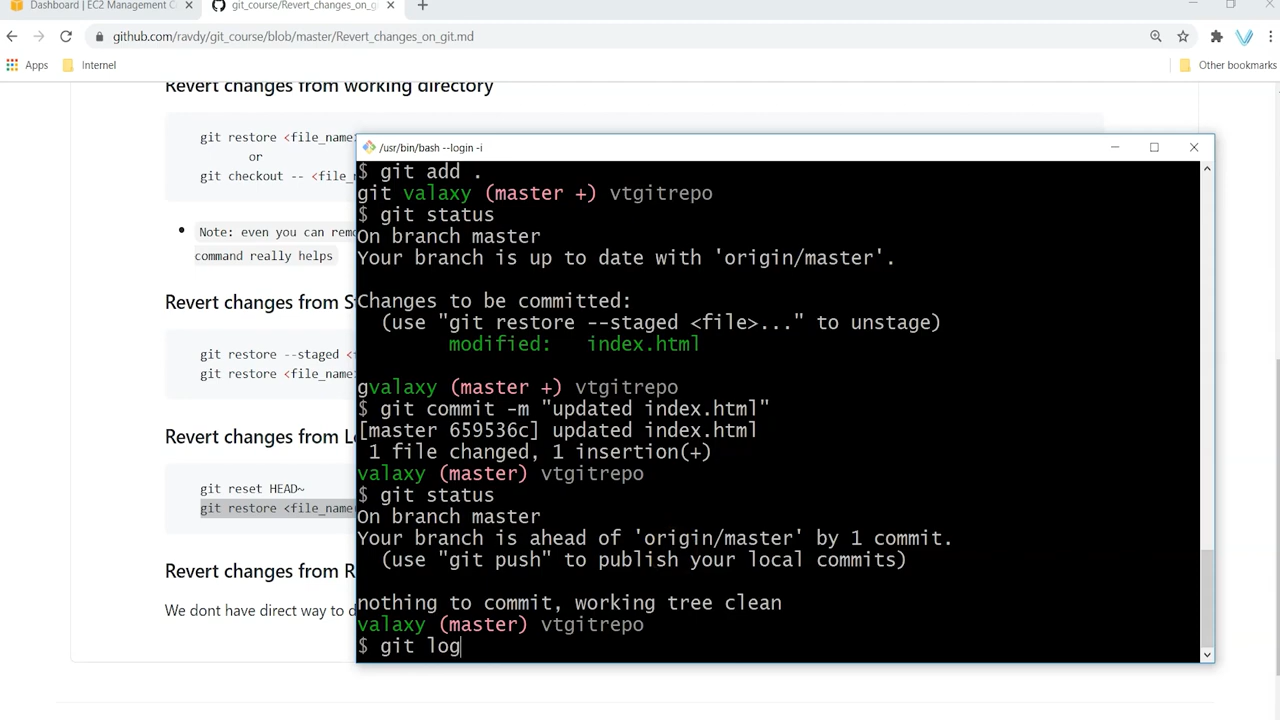 Dashboard | EC2 Management C
git_course/Revert_changes_on_g
github.com/ravdy/git_course/blob/master/Revert_changes_on_git.md
Apps
Internet
Other bookmarks
Revert changes from working directory
git restore <file_name>
or
git checkout -- <file_
Note: even you can rem
command really helps
Revert changes from S
git restore --staged <
git restore <file_name
Revert changes from L
git reset HEAD~
git restore <file_name
Revert changes from R
We dont have direct way to d
/usr/bin/bash --login -i
$ git add .
git valaxy (master +) vtgitrepo
$ git status
On branch master
Your branch is up to date with 'origin/master'.
Changes to be committed:
(use "git restore --staged <file>..." to unstage)
modified: index.html
gvalaxy (master +) vtgitrepo
$ git commit -m "updated index.html"
[master 659536c] updated index.html
1 file changed, 1 insertion(+)
valaxy (master) vtgitrepo
$ git status
On branch master
Your branch is ahead of 'origin/master' by 1 commit.
(use "git push" to publish your local commits)
nothing to commit, working tree clean
valaxy (master) vtgitrepo
$ git log